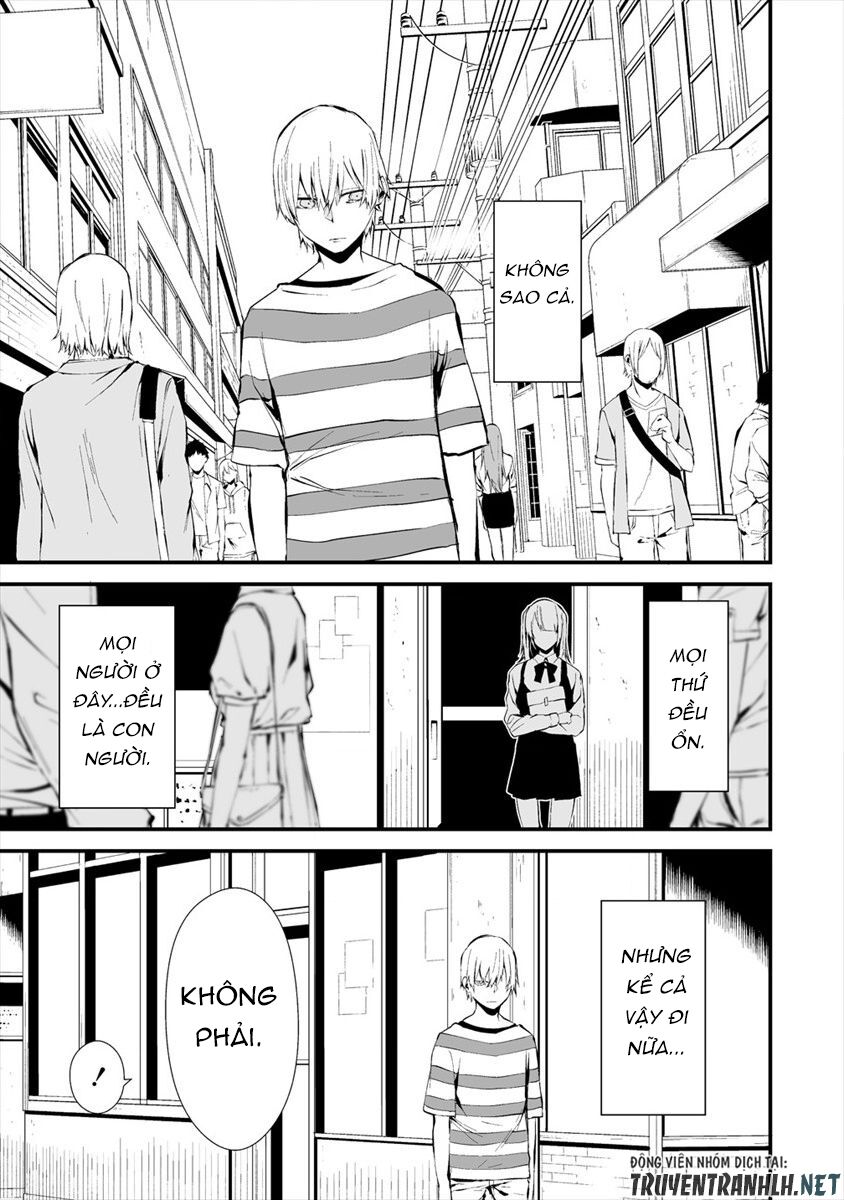 KHÔNG
SAO CẢ.
MỌI
THỨ
ĐỀU
ỔN.
MỌI
NGƯỜI Ở
ĐÂY...ĐỀU
LÀ CON
NGƯỜI.
NHƯNG
KỂ CẢ
VẬY ĐI
NỮA...
KHÔNG
PHẢI.
!
ĐỘNG VIÊN NHÓM DỊCH TẠI:
TRUYENTRANHLH.NET